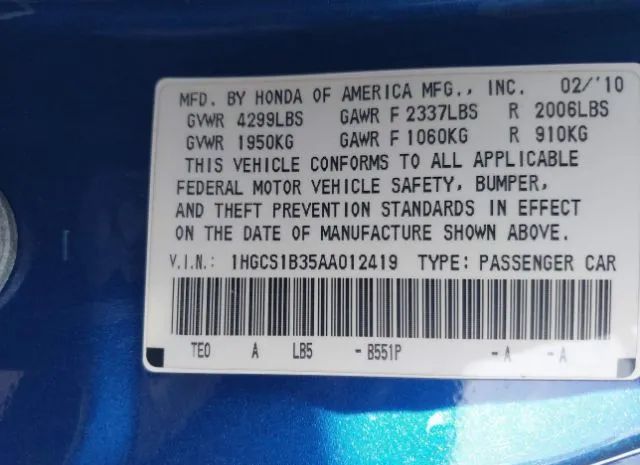 MFD. BY HONDA OF AMERICA MFG., INC. 02/'10
GVWR 4299LBS GAWR F 2337LBS R 2006LBS
GVWR 1950KG GAWR F 1060KG R 910KG
THIS VEHICLE CONFORMS TO ALL APPLICABLE
FEDERAL MOTOR VEHICLE SAFETY, BUMPER,
AND THEFT PREVENTION STANDARDS IN EFFECT
ON THE DATE OF MANUFACTURE SHOWN ABOVE.
V.I.N.: 1HGCS1B35AA012419 TYPE: PASSENGER CAR
TE0 A LB5 - B551P - A - A